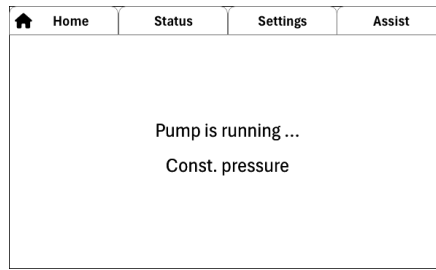 Home Status Settings Assist
Pump is running ...
Const. pressure